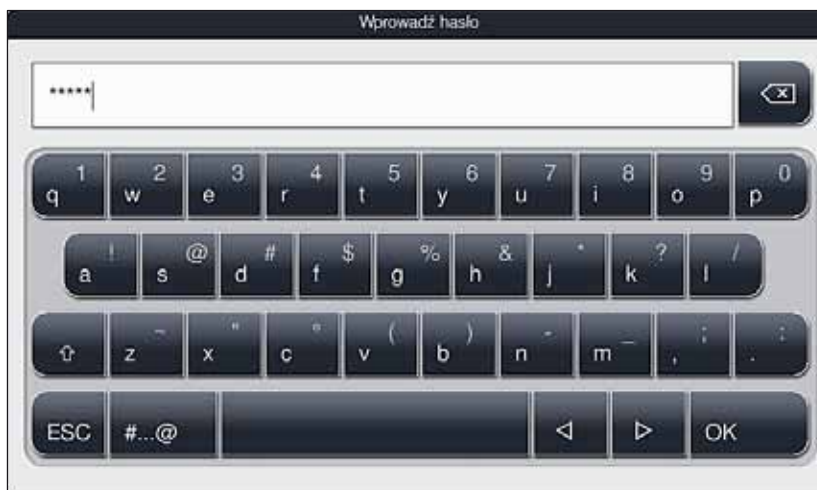 Wprowadź hasło
*****
1 2 3 4 5 6 7 8 9 0
q w e r t y u i o p
! @ # $ % & * ? /
a s d f g h j k l
~ " ° ( ) - _ ; :
z x c v b n m , .
ESC #...@ OK